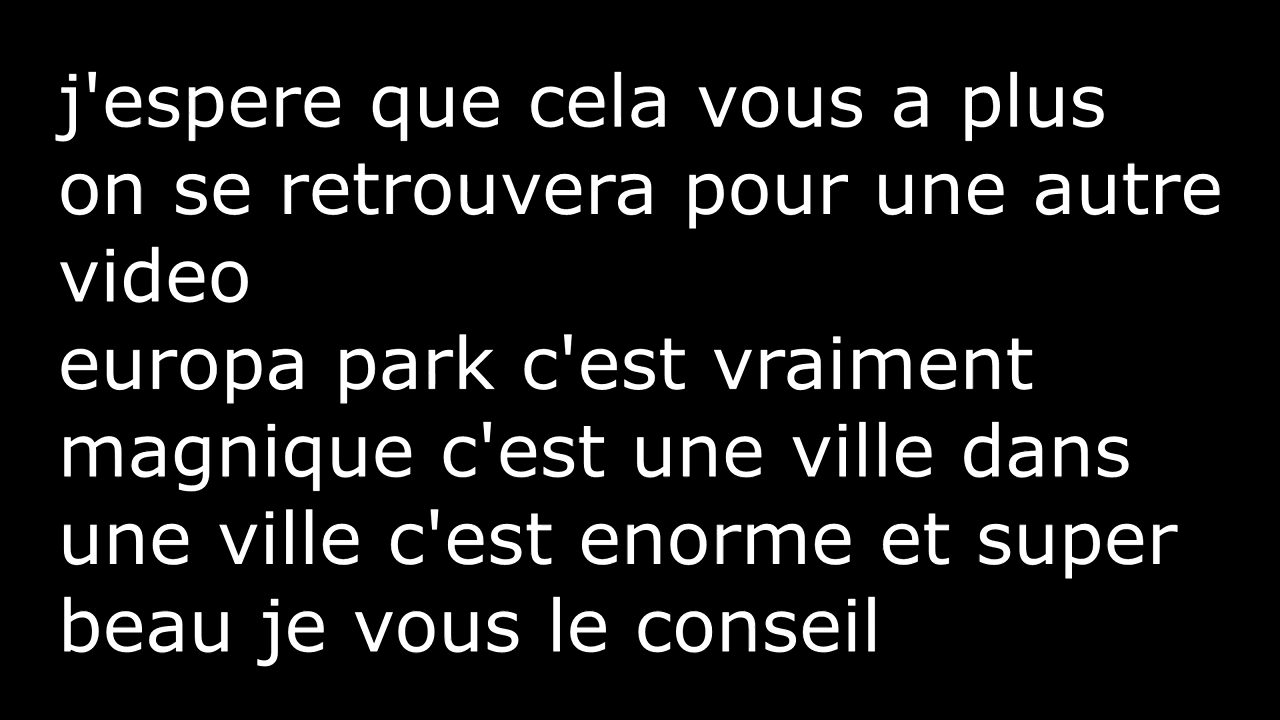 j'espere que cela vous a plus
on se retrouvera pour une autre
video
europa park c'est vraiment
magnique c'est une ville dans
une ville c'est enorme et super
beau je vous le conseil